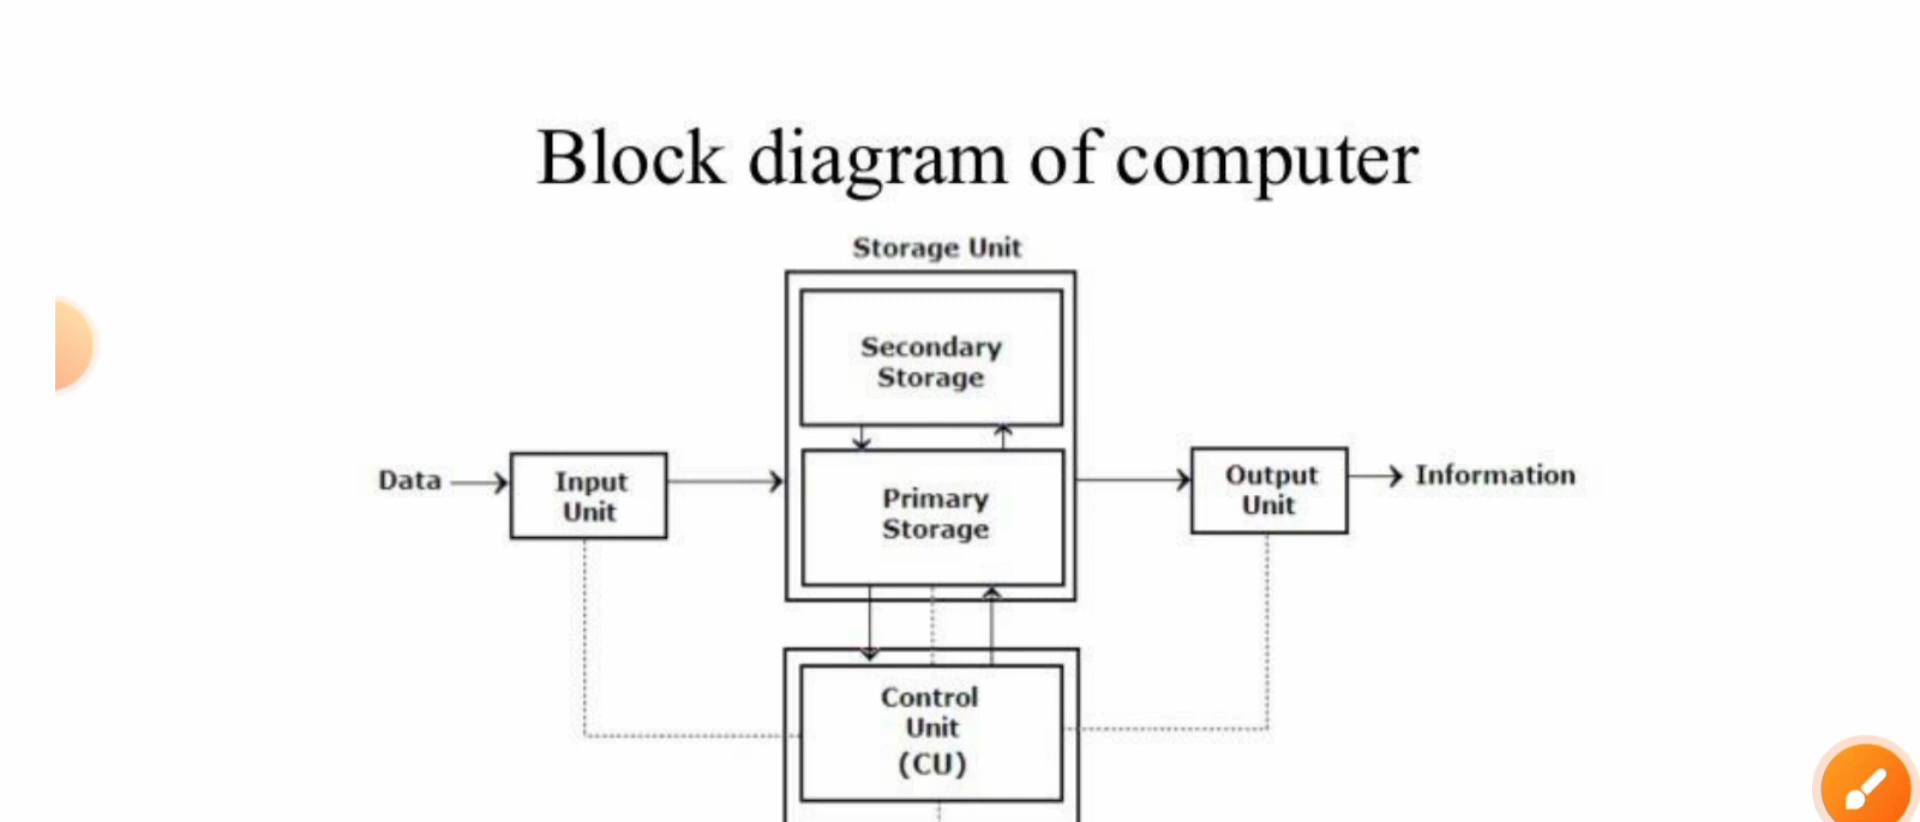 Block diagram of computer
Storage Unit
Secondary
Storage
Data
Input
Unit
Primary
Storage
Output
Unit
Information
Control
Unit
(CU)